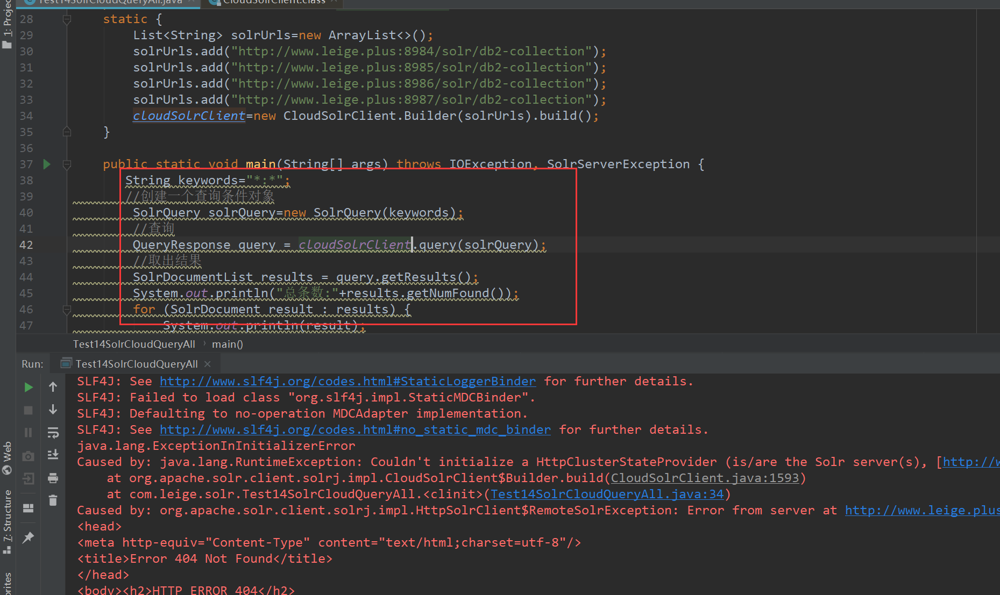 Test14SolrCloudQueryAll.java
CloudSolrClient.class
1: Projec
28 static {
29 List<String> solrUrls=new ArrayList<>();
30 solrUrls.add("http://www.leige.plus:8984/solr/db2-collection");
31 solrUrls.add("http://www.leige.plus:8985/solr/db2-collection");
32 solrUrls.add("http://www.leige.plus:8986/solr/db2-collection");
33 solrUrls.add("http://www.leige.plus:8987/solr/db2-collection");
34 cloudSolrClient=new CloudSolrClient.Builder(solrUrls).build();
35 }
36
37 public static void main(String[] args) throws IOException, SolrServerException {
38 String keywords="*:*";
39 //创建一个查询条件对象
40 SolrQuery solrQuery=new SolrQuery(keywords);
41 //查询
42 QueryResponse query = cloudSolrClient.query(solrQuery);
43 //取出结果
44 SolrDocumentList results = query.getResults();
45 System.out.println("总条数:"+results.getNumFound());
46 for (SolrDocument result : results) {
47 System.out.println(result);
Test14SolrCloudQueryAll › main()
Run: Test14SolrCloudQueryAll
SLF4J: See http://www.slf4j.org/codes.html#StaticLoggerBinder for further details.
SLF4J: Failed to load class "org.slf4j.impl.StaticMDCBinder".
SLF4J: Defaulting to no-operation MDCAdapter implementation.
SLF4J: See http://www.slf4j.org/codes.html#no_static_mdc_binder for further details.
java.lang.ExceptionInInitializerError
Caused by: java.lang.RuntimeException: Couldn't initialize a HttpClusterStateProvider (is/are the Solr server(s), [http://w
at org.apache.solr.client.solrj.impl.CloudSolrClient$Builder.build(CloudSolrClient.java:1593)
at com.leige.solr.Test14SolrCloudQueryAll.<clinit>(Test14SolrCloudQueryAll.java:34)
Caused by: org.apache.solr.client.solrj.impl.HttpSolrClient$RemoteSolrException: Error from server at http://www.leige.plus
<head>
<meta http-equiv="Content-Type" content="text/html;charset=utf-8"/>
<title>Error 404 Not Found</title>
</head>
<body><h2>HTTP ERROR 404</h2>
Web
7: Structure
orites